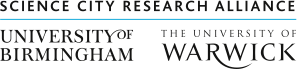 SCIENCE CITY RESEARCH ALLIANCE
UNIVERSITY OF
BIRMINGHAM
THE UNIVERSITY OF
WARWICK